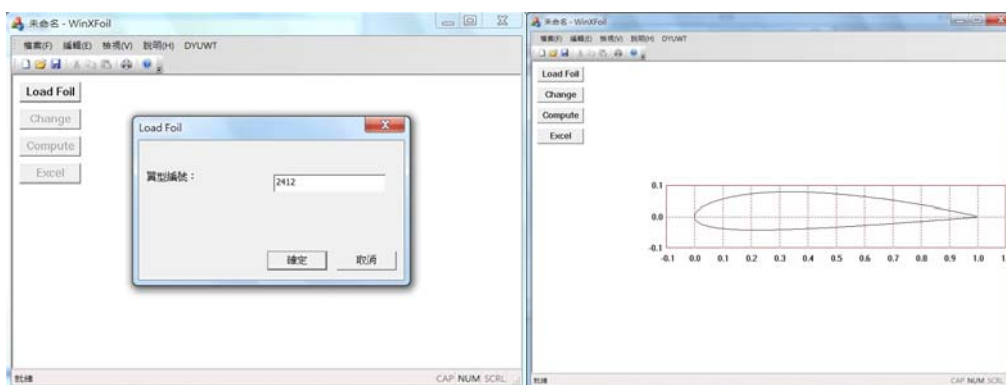 未命名 - WinXFoil
檔案(F) 編輯(E) 檢視(V) 說明(H) DYUWT
Load Foil
Change
Compute
Excel
Load Foil
翼型編號：
2412
確定 取消
就緒 CAP NUM SCRL
未命名 - WinXFoil
檔案(F) 編輯(E) 檢視(V) 說明(H) DYUWT
Load Foil
Change
Compute
Excel
0.1
0.0
-0.1
-0.1 0.0 0.1 0.2 0.3 0.4 0.5 0.6 0.7 0.8 0.9 1.0
就緒 CAP NUM SCRL